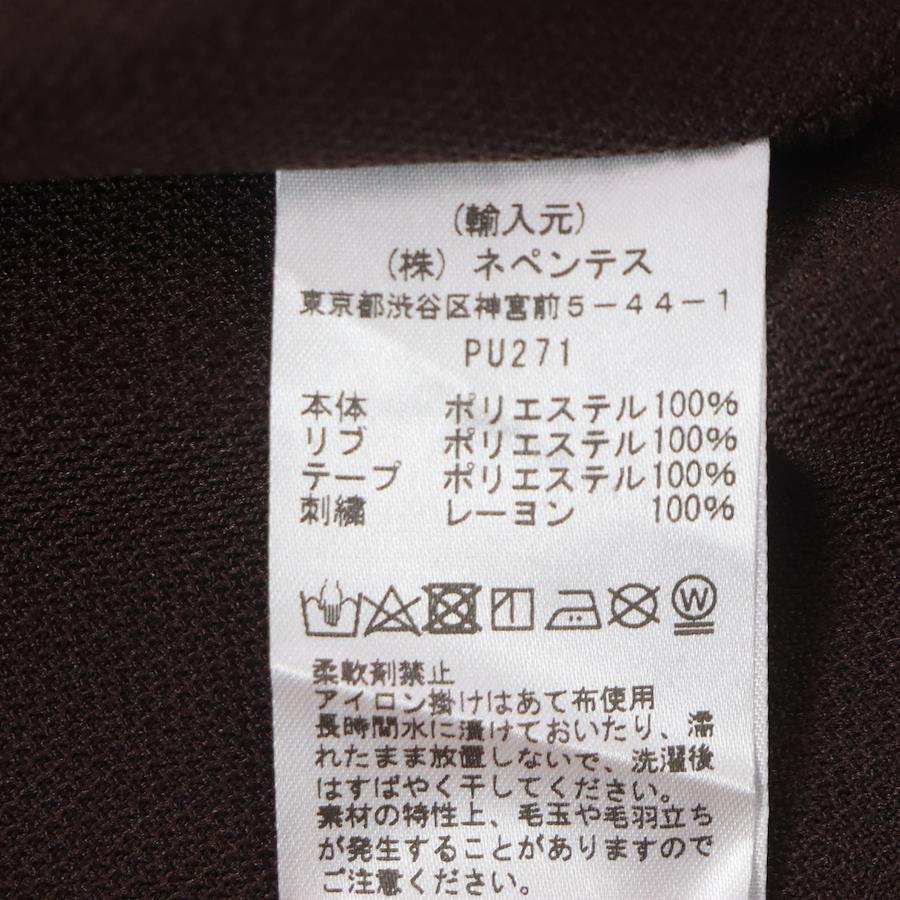 (輸入元)
(株) ネペンテス
東京都渋谷区神宮前5-44-1
PU271
本体 ポリエステル100%
リブ ポリエステル100%
テープ ポリエステル100%
刺繍 レーヨン 100%
W
柔軟剤禁止
アイロン掛けはあて布使用
長時間水に漬けておいたり、濡
れたまま放置しないで、洗濯後
はすばやく干してください。
素材の特性上、毛玉や毛羽立ち
が発生することがありますので
ご注意ください。